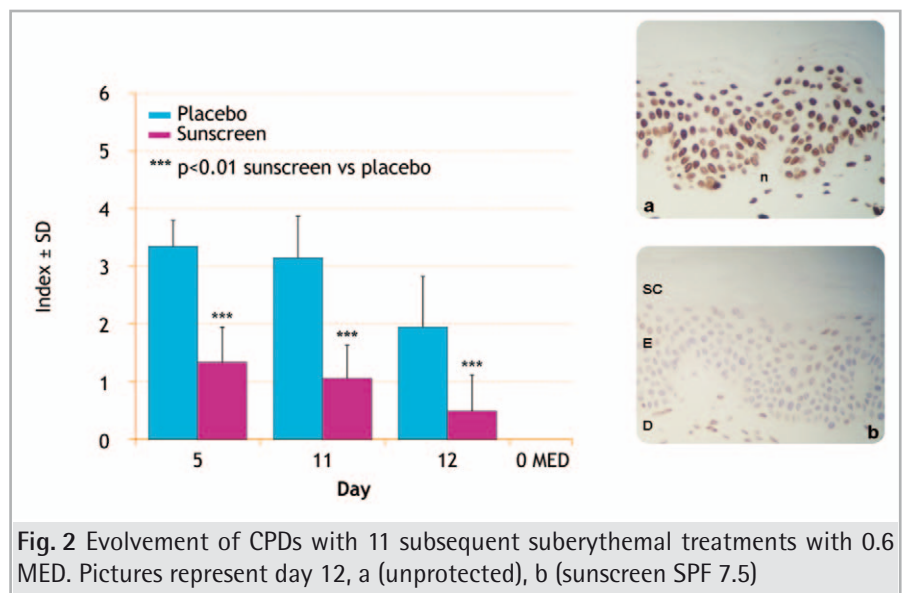 6
5
4
3
2
1
0
Index ± SD
Placebo
Sunscreen
*** p<0.01 sunscreen vs placebo
***
***
***
5 11 12 0 MED
Day
n
a
SC
E
D
b
Fig. 2 Evolvement of CPDs with 11 subsequent suberythemal treatments with 0.6
MED. Pictures represent day 12, a (unprotected), b (sunscreen SPF 7.5)